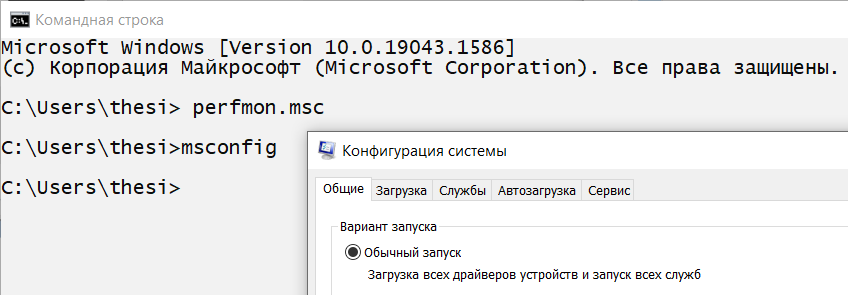 Командная строка
Microsoft Windows [Version 10.0.19043.1586]
(c) Корпорация Майкрософт (Microsoft Corporation). Все права защищены.
C:\Users\thesi> perfmon.msc
C:\Users\thesi>msconfig
C:\Users\thesi>
Конфигурация системы
Общие Загрузка Службы Автозагрузка Сервис
Вариант запуска
Обычный запуск
Загрузка всех драйверов устройств и запуск всех служб